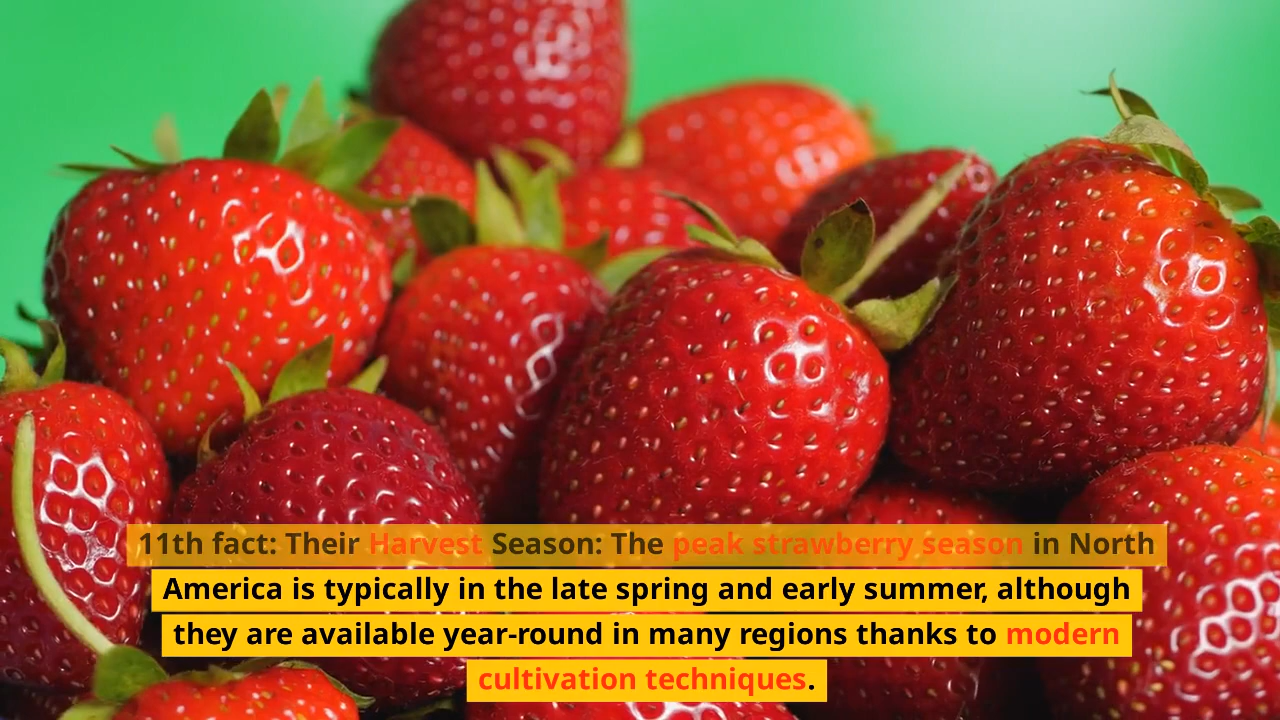 11th fact: Their Harvest Season: The peak strawberry season in North
America is typically in the late spring and early summer, although
they are available year-round in many regions thanks to modern
cultivation techniques.